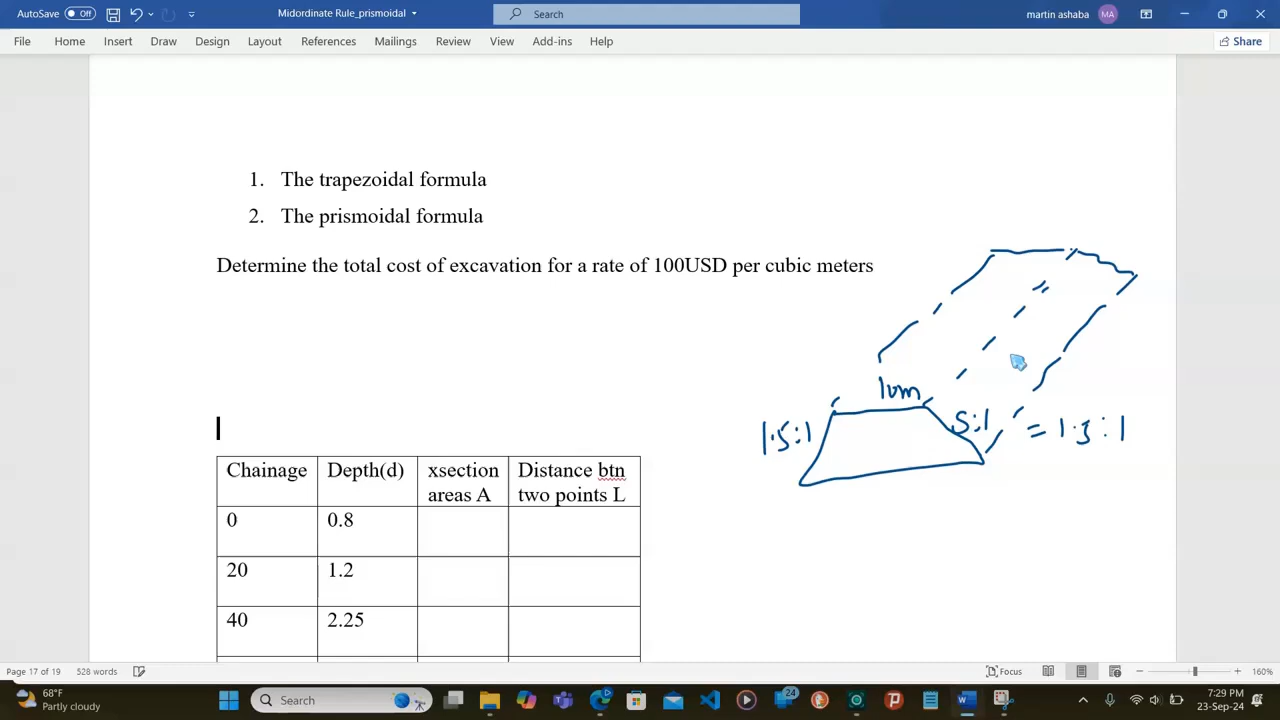 AutoSave Off Midordinate Rule_prismoidal Search martin ashaba MA
File Home Insert Draw Design Layout References Mailings Review View Add-ins Help Share
1. The trapezoidal formula
2. The prismoidal formula
Determine the total cost of excavation for a rate of 100USD per cubic meters
10m
1.5:1 S:1 = 1.5:1
Chainage Depth(d) xsection areas A Distance btn two points L
0 0.8
20 1.2
40 2.25
Page 17 of 19 528 words Focus 160%
68°F
Partly cloudy
Search
24
7:29 PM
23-Sep-24